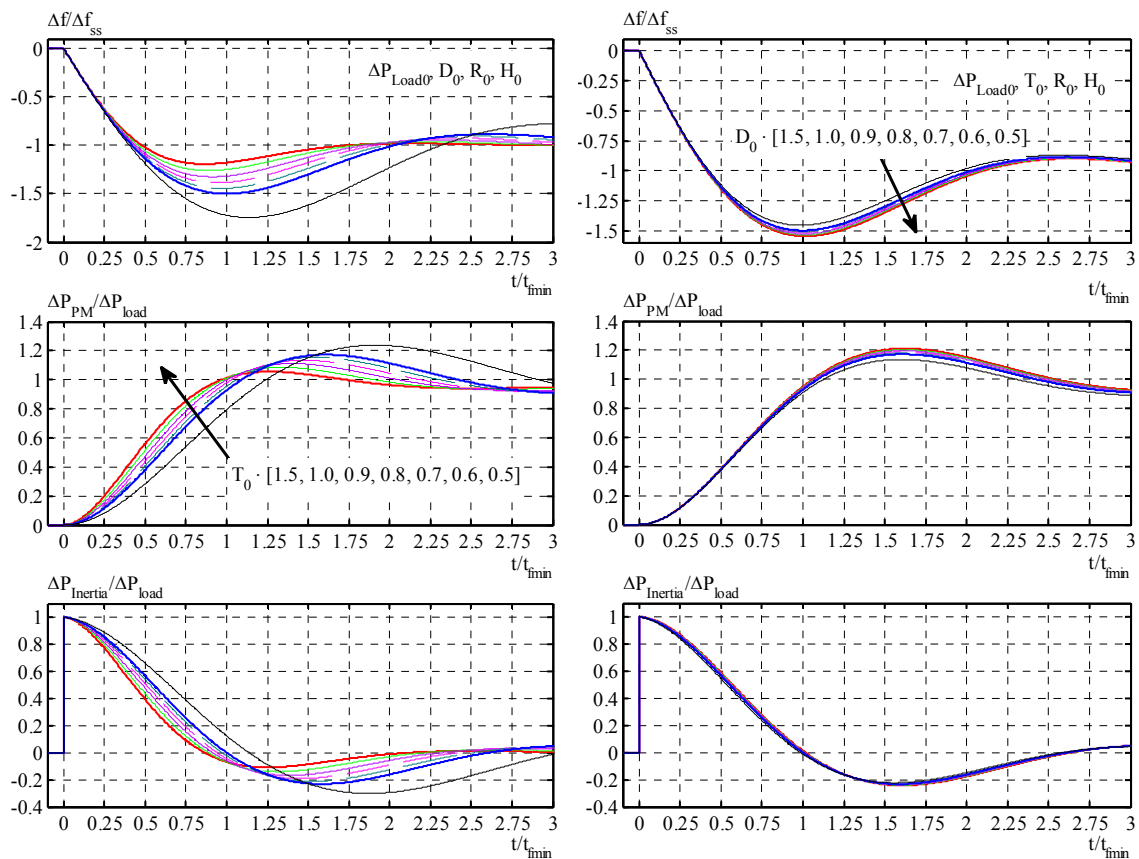 Δf/Δf_ss
ΔP_Load0, D_0, R_0, H_0
0
-0.5
-1
-1.5
-2
0 0.25 0.5 0.75 1 1.25 1.5 1.75 2 2.25 2.5 2.75 3
t/t_fmin
ΔP_PM/ΔP_load
1.4
1.2
1
0.8
0.6
0.4
0.2
0
T_0 · [1.5, 1.0, 0.9, 0.8, 0.7, 0.6, 0.5]
0 0.25 0.5 0.75 1 1.25 1.5 1.75 2 2.25 2.5 2.75 3
t/t_fmin
ΔP_Inertia/ΔP_load
1
0.8
0.6
0.4
0.2
0
-0.2
-0.4
0 0.25 0.5 0.75 1 1.25 1.5 1.75 2 2.25 2.5 2.75 3
t/t_fmin
Δf/Δf_ss
0
-0.25
-0.5
-0.75
-1
-1.25
-1.5
ΔP_Load0, T_0, R_0, H_0
D_0 · [1.5, 1.0, 0.9, 0.8, 0.7, 0.6, 0.5]
0 0.25 0.5 0.75 1 1.25 1.5 1.75 2 2.25 2.5 2.75 3
t/t_fmin
ΔP_PM/ΔP_load
1.4
1.2
1
0.8
0.6
0.4
0.2
0
0 0.25 0.5 0.75 1 1.25 1.5 1.75 2 2.25 2.5 2.75 3
t/t_fmin
ΔP_Inertia/ΔP_load
1
0.8
0.6
0.4
0.2
0
-0.2
-0.4
0 0.25 0.5 0.75 1 1.25 1.5 1.75 2 2.25 2.5 2.75 3
t/t_fmin